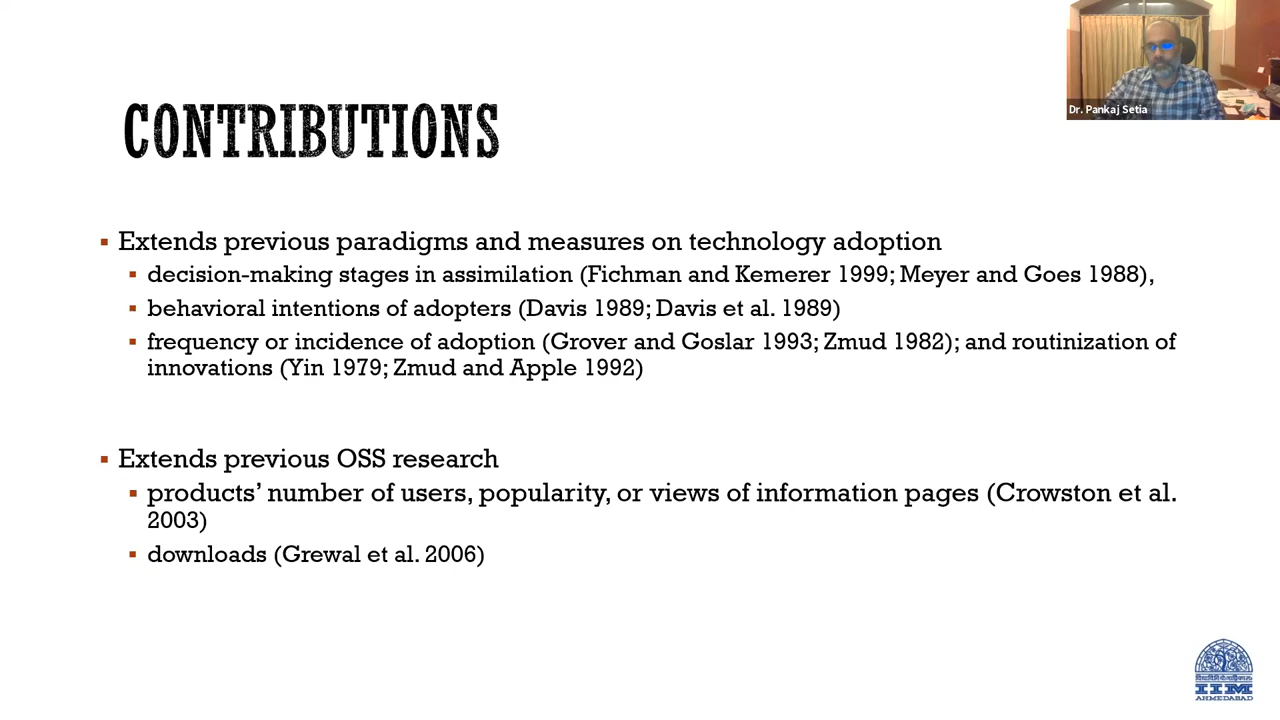 Dr. Pankaj Setia
CONTRIBUTIONS
Extends previous paradigms and measures on technology adoption
decision-making stages in assimilation (Fichman and Kemerer 1999; Meyer and Goes 1988),
behavioral intentions of adopters (Davis 1989; Davis et al. 1989)
frequency or incidence of adoption (Grover and Goslar 1993; Zmud 1982); and routinization of
innovations (Yin 1979; Zmud and Apple 1992)
Extends previous OSS research
products’ number of users, popularity, or views of information pages (Crowston et al.
2003)
downloads (Grewal et al. 2006)
IIM
AHMEDABAD